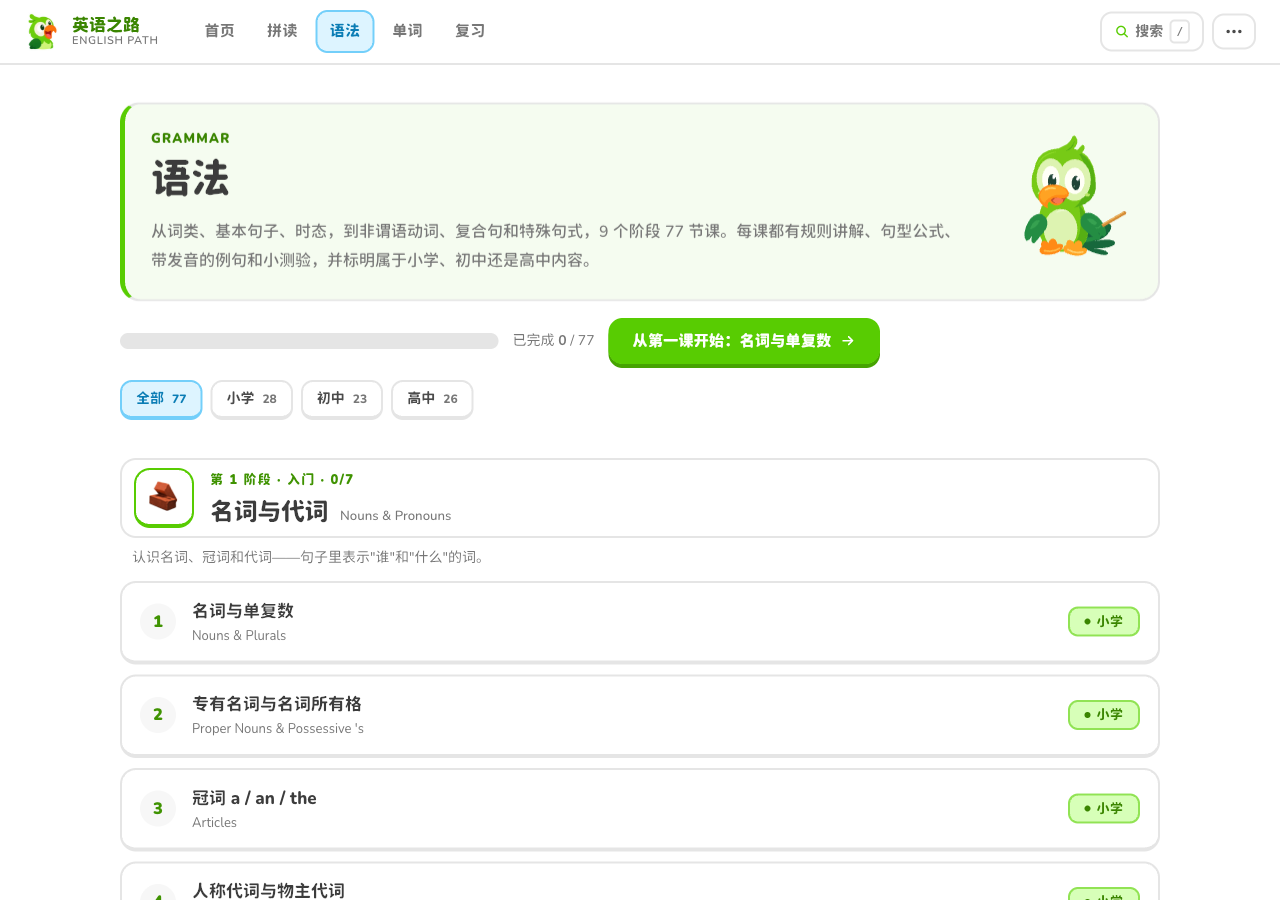 英语之路
ENGLISH PATH
首页
拼读
语法
单词
复习
搜索 /
GRAMMAR
语法
从词类、基本句子、时态，到非谓语动词、复合句和特殊句式，9 个阶段 77 节课。每课都有规则讲解、句型公式、
带发音的例句和小测验，并标明属于小学、初中还是高中内容。
已完成 0 / 77
从第一课开始：名词与单复数 →
全部 77
小学 28
初中 23
高中 26
第 1 阶段 · 入门 · 0/7
名词与代词 Nouns & Pronouns
认识名词、冠词和代词——句子里表示"谁"和"什么"的词。
1
名词与单复数
Nouns & Plurals
小学
2
专有名词与名词所有格
Proper Nouns & Possessive 's
小学
3
冠词 a / an / the
Articles
小学
4
人称代词与物主代词
小学